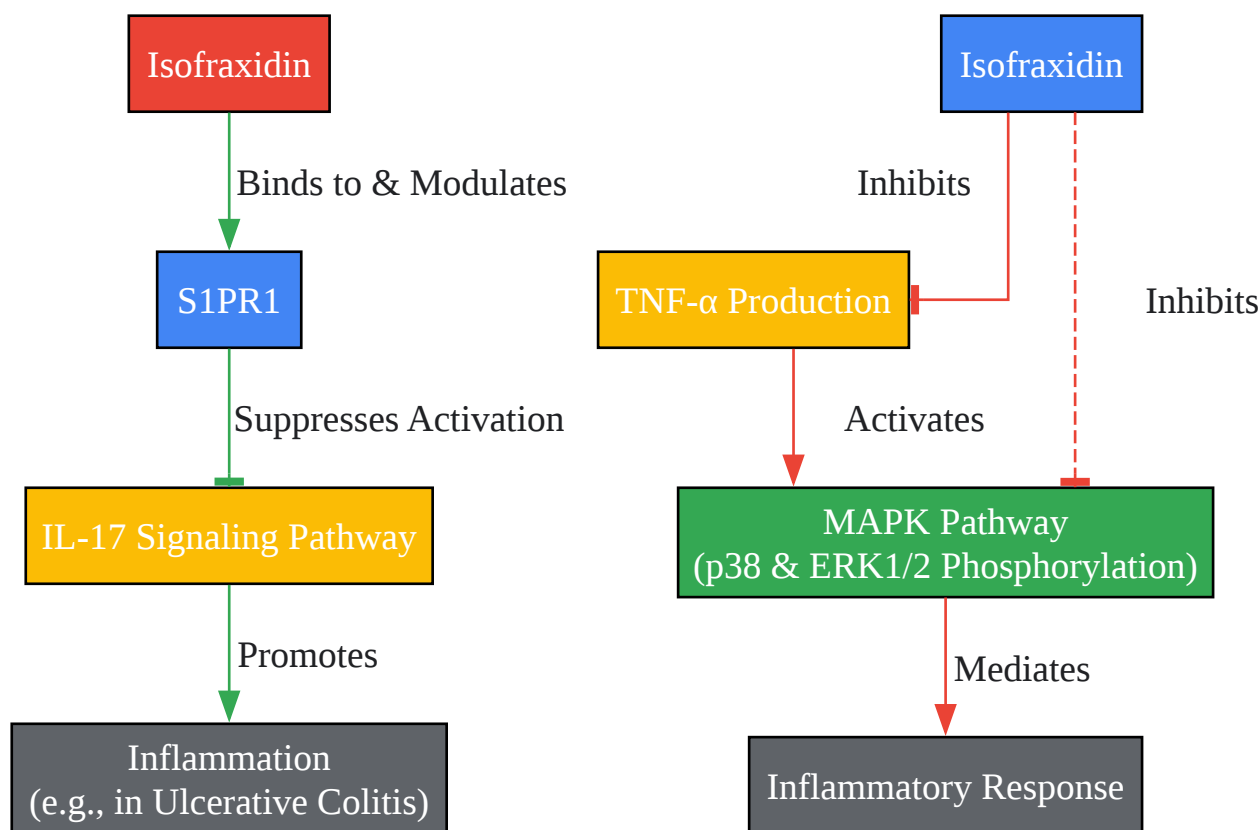 Isofraxidin
Binds to & Modulates
S1PR1
Suppresses Activation
IL-17 Signaling Pathway
Promotes
Inflammation
(e.g., in Ulcerative Colitis)
Isofraxidin
Inhibits
Inhibits
TNF-α Production
Activates
MAPK Pathway
(p38 & ERK1/2 Phosphorylation)
Mediates
Inflammatory Response